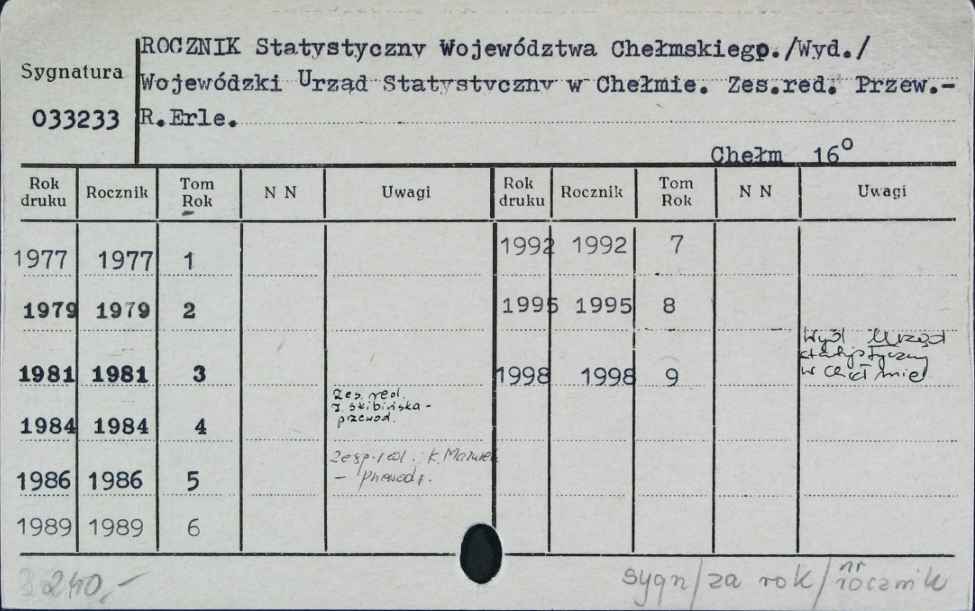 ROCZNIK Statystyczny Województwa Chełmskiego./Wyd./
Sygnatura
Wojewódzki Urząd Statystyczny w Chełmie. Zes.red. Przew.-
033233 R.Erle.
Chełm 16°
Rok druku Rocznik Tom Rok N N Uwagi Rok druku Rocznik Tom Rok N N Uwagi
1977 1977 1 1992 1992 7
1979 1979 2 1995 1995 8
Wyd. Urząd
statystyczny
w Chełmie
1981 1981 3 1998 1998 9
Zes. red.
J. Skibińska -
przewod.
1984 1984 4
Zesp. red. K.
- przewod.
1986 1986 5
1989 1989 6
240,-
sygn/za rok/nr rocznik